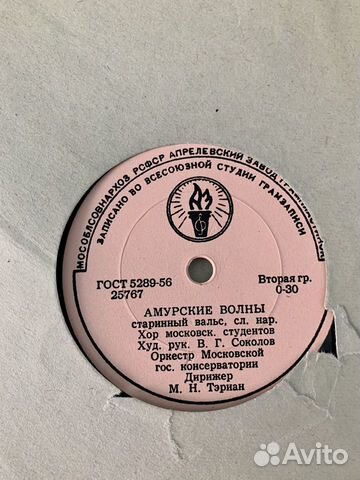 МОСОБЛСОВНАРХОЗ РСФСР АПРЕЛЕВСКИЙ ЗАВОД
ЗАПИСАНО ВО ВСЕСОЮЗНОЙ СТУДИИ ГРАМЗАПИСИ
ГОСТ 5289-56
25767
Вторая гр.
0-30
АМУРСКИЕ ВОЛНЫ
старинный вальс, сл. нар.
Хор московск. студентов
Худ. рук. В. Г. Соколов
Оркестр Московской
гос. консерватории
Дирижер
М. Н. Тэриан
Avito